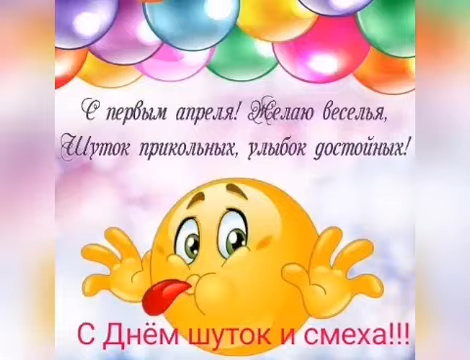 С первым апреля! Желаю веселья,
Шуток прикольных, улыбок достойных!
С Днём шуток и смеха!!!